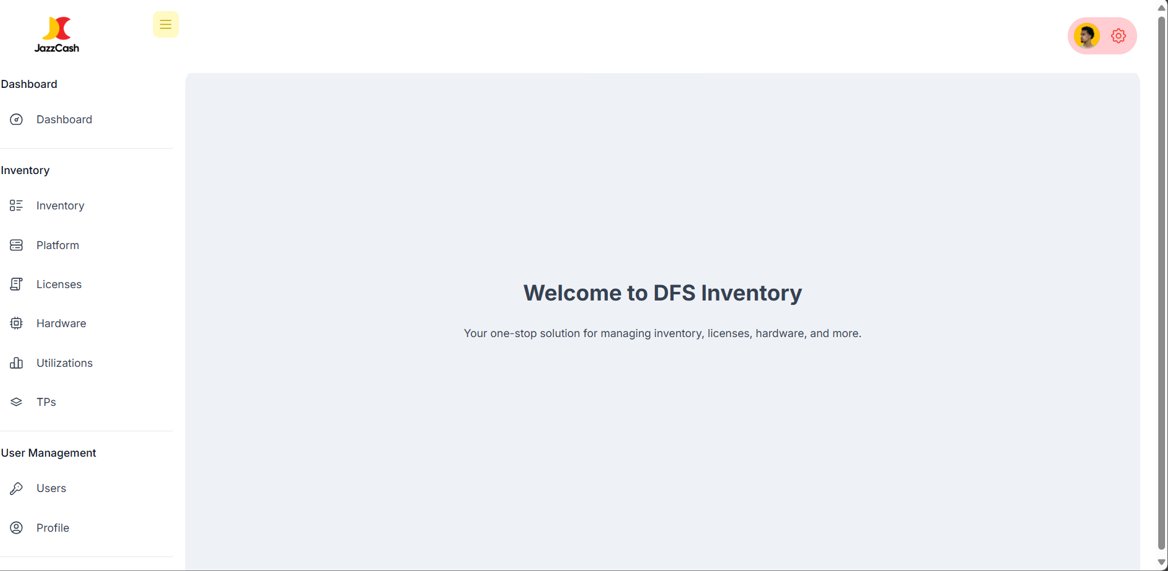 JazzCash
Dashboard
Dashboard
Inventory
Inventory
Platform
Licenses
Hardware
Utilizations
TPs
User Management
Users
Profile
Welcome to DFS Inventory
Your one-stop solution for managing inventory, licenses, hardware, and more.